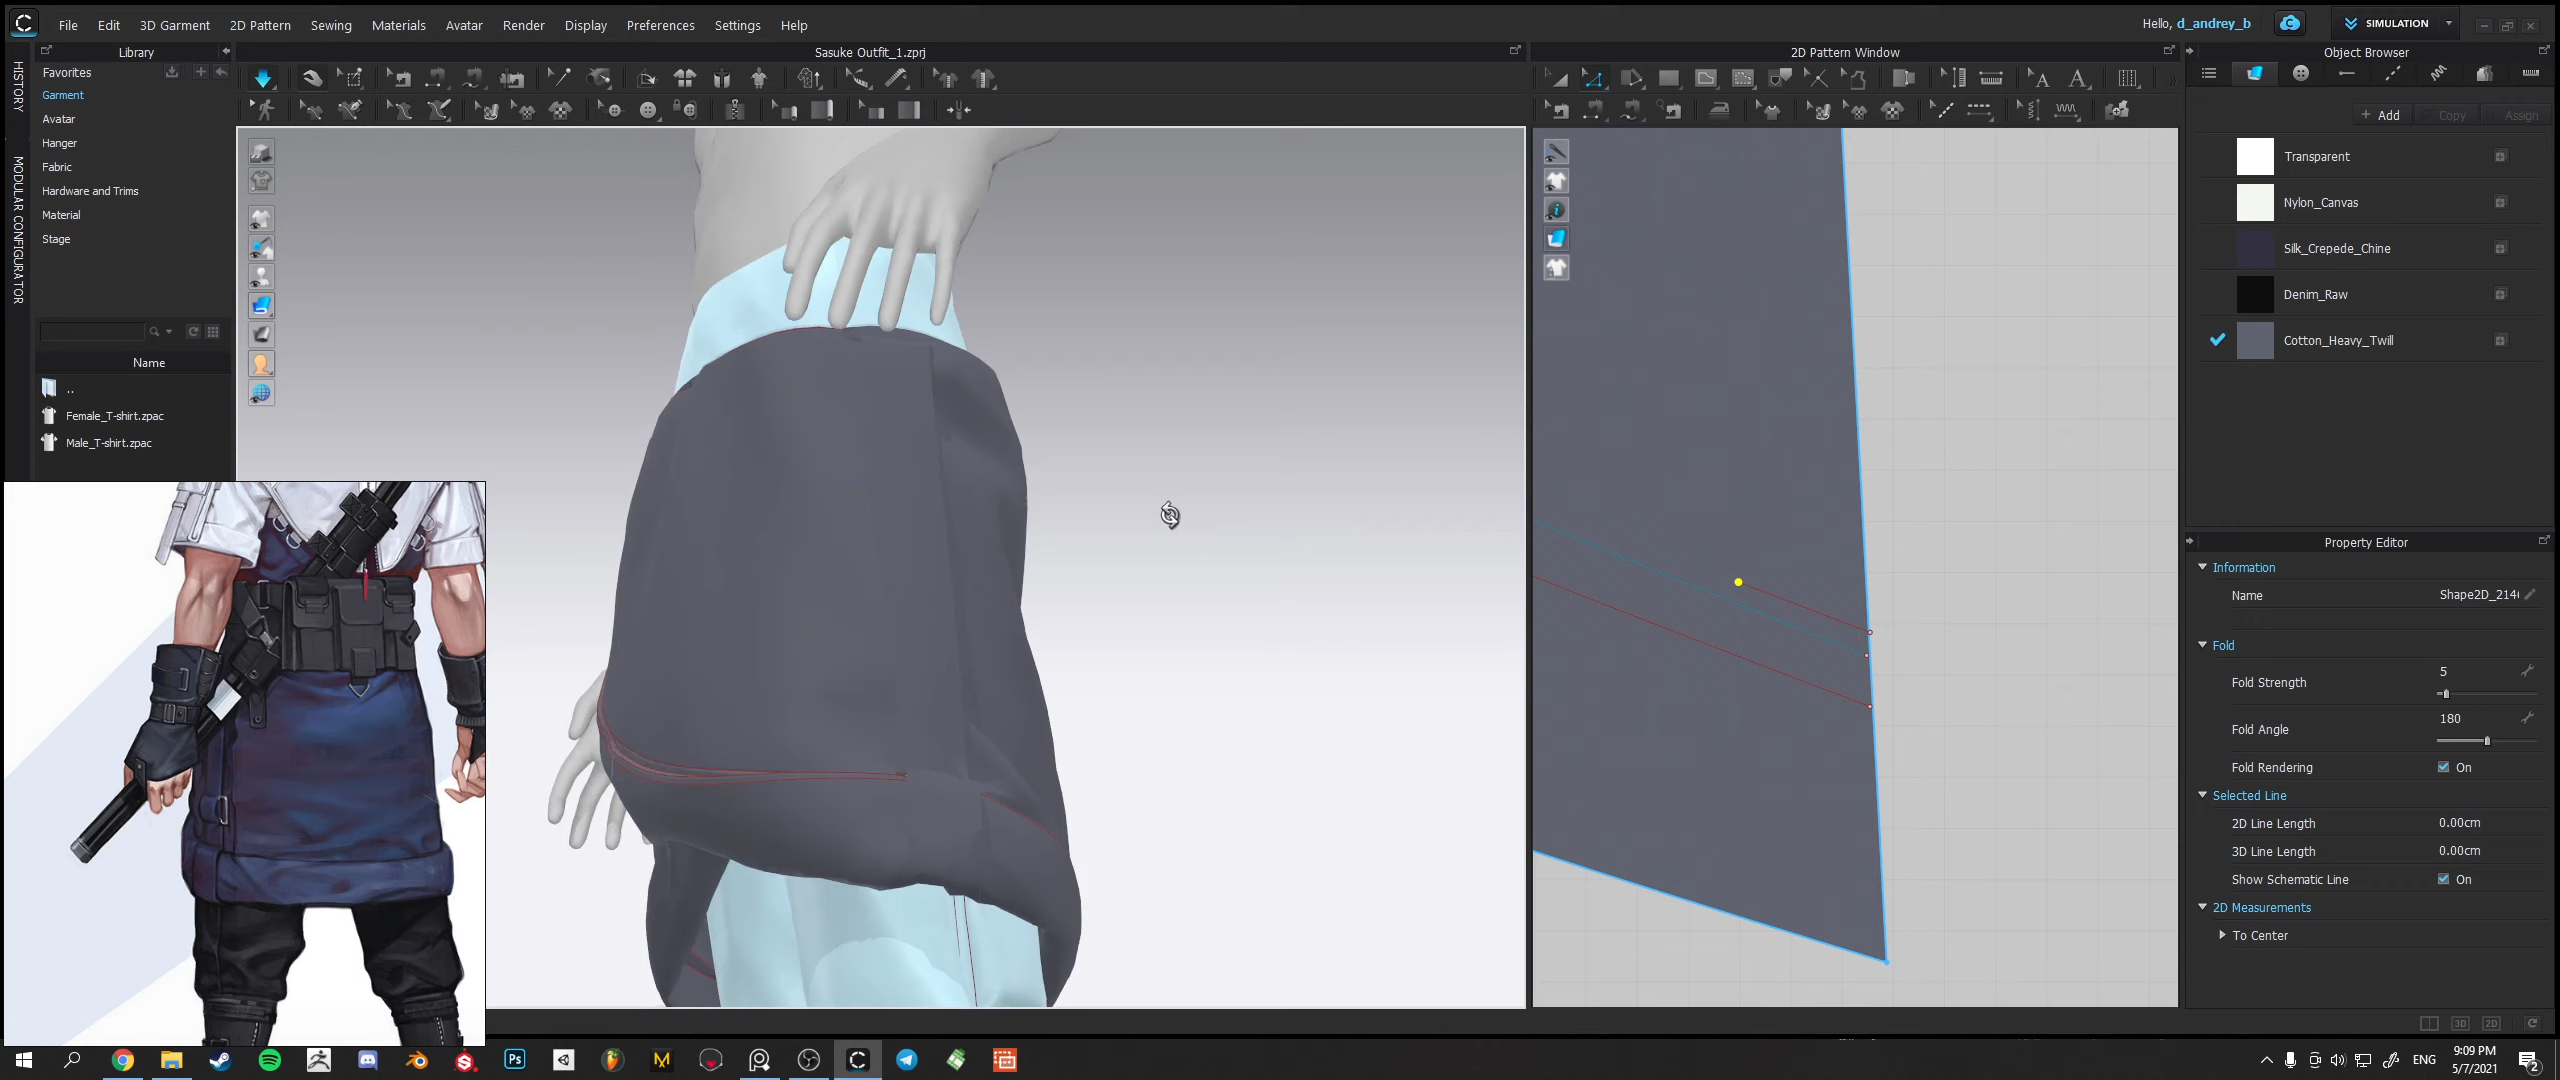 File Edit 3D Garment 2D Pattern Sewing Materials Avatar Render Display Preferences Settings Help
Hello, d_andrey_b
SIMULATION
Library
Sasuke Outfit_1.zprj
2D Pattern Window
Object Browser
HISTORY
MODULAR CONFIGURATOR
Favorites
Garment
Avatar
Hanger
Fabric
Hardware and Trims
Material
Stage
Name
..
Female_T-shirt.zpac
Male_T-shirt.zpac
+ Add Copy Assign
Transparent
Nylon_Canvas
Silk_Crepede_Chine
Denim_Raw
Cotton_Heavy_Twill
Property Editor
Information
Name Shape2D_214
Fold
Fold Strength 5
Fold Angle 180
Fold Rendering On
Selected Line
2D Line Length 0.00cm
3D Line Length 0.00cm
Show Schematic Line On
2D Measurements
To Center
3D 2D
Ps
ENG
9:09 PM
5/7/2021
2